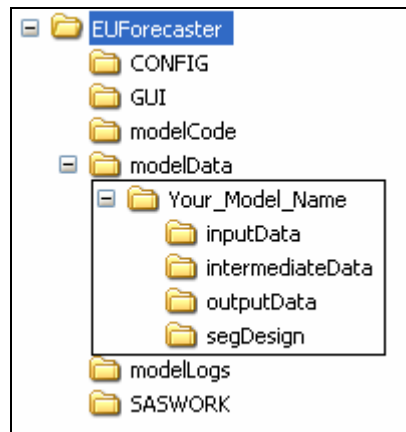 EUForecaster
CONFIG
GUI
modelCode
modelData
Your_Model_Name
inputData
intermediateData
outputData
segDesign
modelLogs
SASWORK